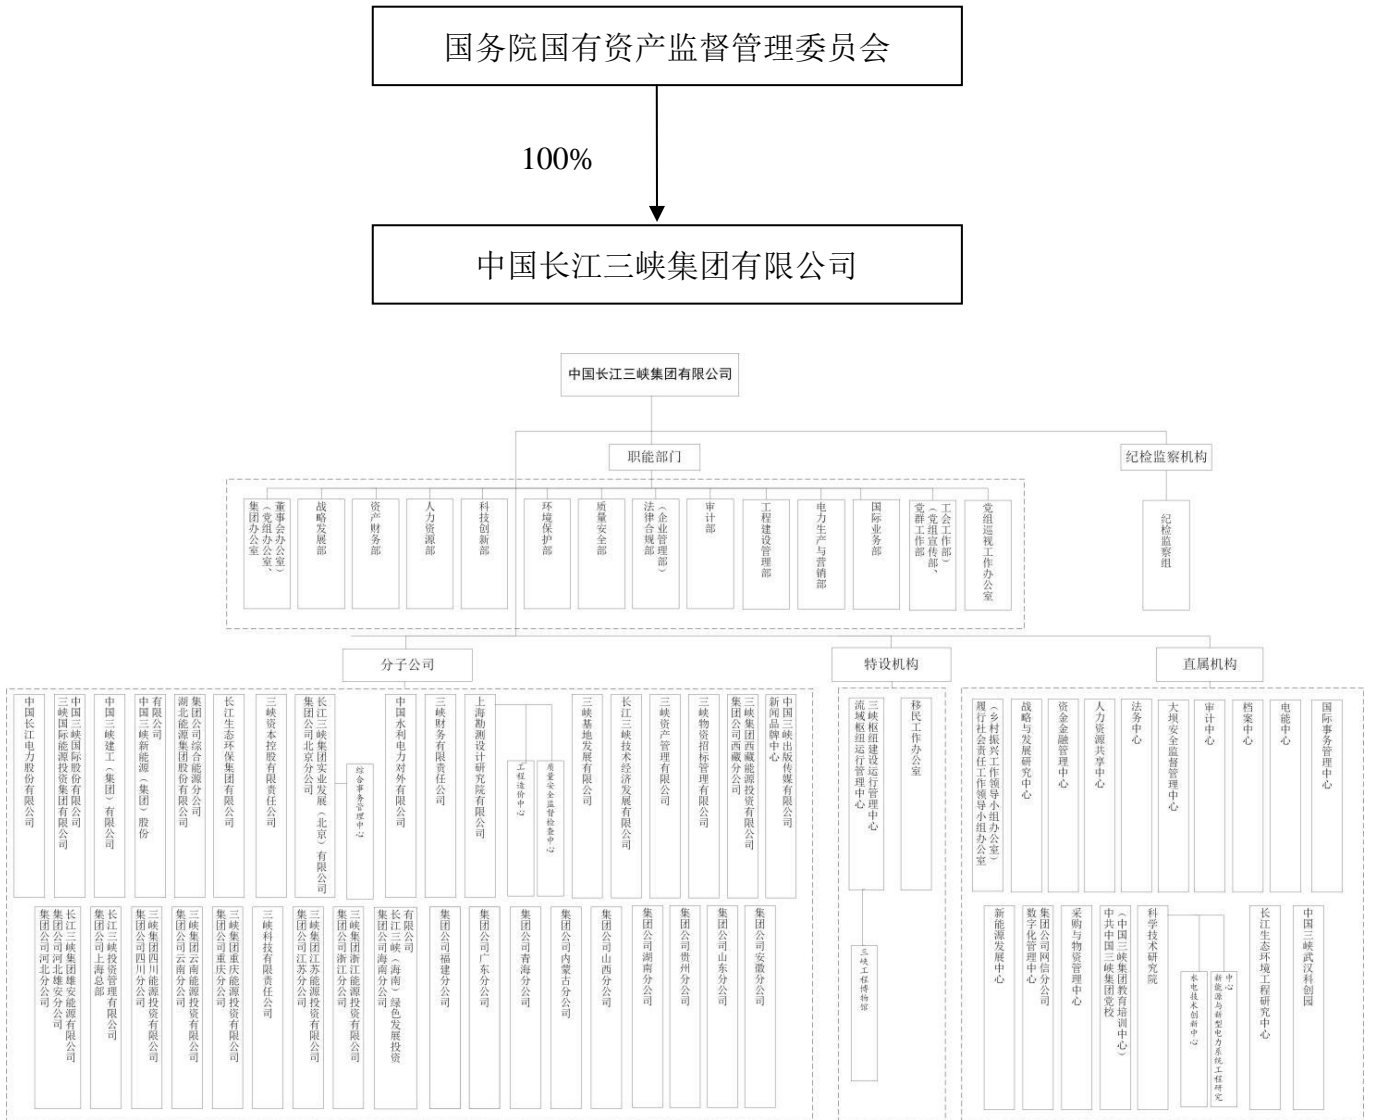 国务院国有资产监督管理委员会
100%
中国长江三峡集团有限公司
中国长江三峡集团有限公司
职能部门
纪检监察机构
集团办公室
（党组办公室、
董事会办公室）
战略发展部
资产财务部
人力资源部
科技创新部
环境保护部
质量安全部
法律合规部
（企业管理部）
审计部
工程建设管理部
电力生产与营销部
国际业务部
党群工作部
（党组宣传部、
工会工作部）
党组巡视工作办公室
纪检监察组
分子公司
特设机构
直属机构
中国长江电力股份有限公司
三峡国际能源投资集团有限公司
中国三峡国际股份有限公司
中国三峡建工（集团）有限公司
中国三峡新能源（集团）股份
有限公司
湖北能源集团股份有限公司
集团公司综合能源分公司
长江生态环保集团有限公司
三峡资本控股有限责任公司
集团公司北京分公司
长江三峡集团实业发展（北京）有限公司
综合事务管理中心
中国水利电力对外有限公司
三峡财务有限责任公司
上海勘测设计研究院有限公司
工程造价中心
质量安全监督检查中心
三峡基地发展有限公司
长江三峡技术经济发展有限公司
三峡资产管理有限公司
三峡物资招标管理有限公司
集团公司西藏分公司
三峡集团西藏能源投资有限公司
新闻品牌中心
中国三峡出版传媒有限公司
流域枢纽运行管理中心
三峡枢纽建设运行管理中心
移民工作办公室
履行社会责任工作领导小组办公室
（乡村振兴工作领导小组办公室）
战略与发展研究中心
资金金融管理中心
人力资源共享中心
法务中心
大坝安全监督管理中心
审计中心
档案中心
电能中心
国际事务管理中心
集团公司河北分公司
集团公司河北雄安分公司
长江三峡集团雄安能源有限公司
集团公司上海总部
长江三峡投资管理有限公司
集团公司四川分公司
三峡集团四川能源投资有限公司
集团公司云南分公司
三峡集团云南能源投资有限公司
集团公司重庆分公司
三峡集团重庆能源投资有限公司
三峡科技有限责任公司
集团公司江苏分公司
三峡集团江苏能源投资有限公司
集团公司浙江分公司
三峡集团浙江能源投资有限公司
集团公司海南分公司
长江三峡（海南）绿色发展投资
有限公司
集团公司福建分公司
集团公司广东分公司
集团公司青海分公司
集团公司内蒙古分公司
集团公司山西分公司
集团公司湖南分公司
集团公司贵州分公司
集团公司山东分公司
集团公司安徽分公司
三峡工程博物馆
新能源发展中心
数字化管理中心
集团公司网信分公司
采购与物资管理中心
中共中国三峡集团党校
（中国三峡集团教育培训中心）
科学技术研究院
水电技术创新中心
新能源与新型电力系统工程研究
中心
长江生态环境工程研究中心
中国三峡武汉科创园